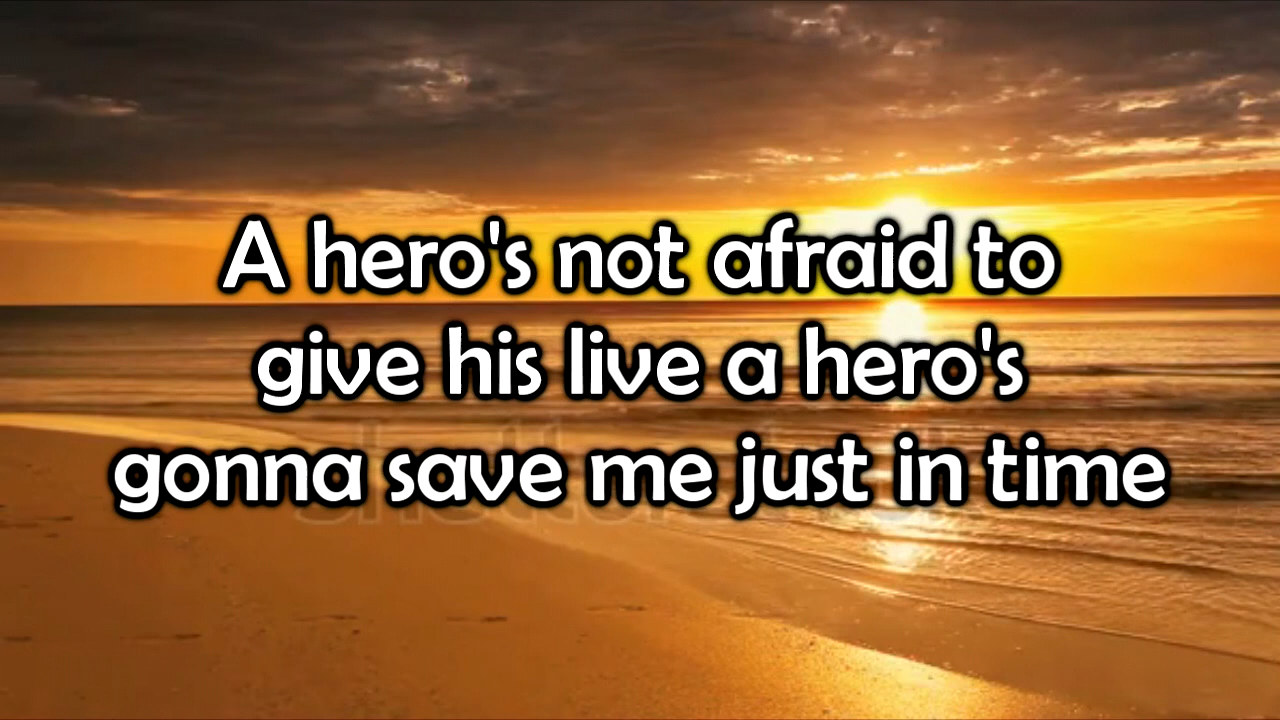 A hero's not afraid to
give his live a hero's
gonna save me just in time